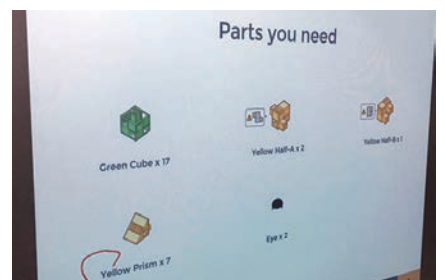 Parts you need
Green Cube x 17
Yellow Half-A x 2
Yellow Half-B x 1
Yellow Prism x 7
Eye x 2